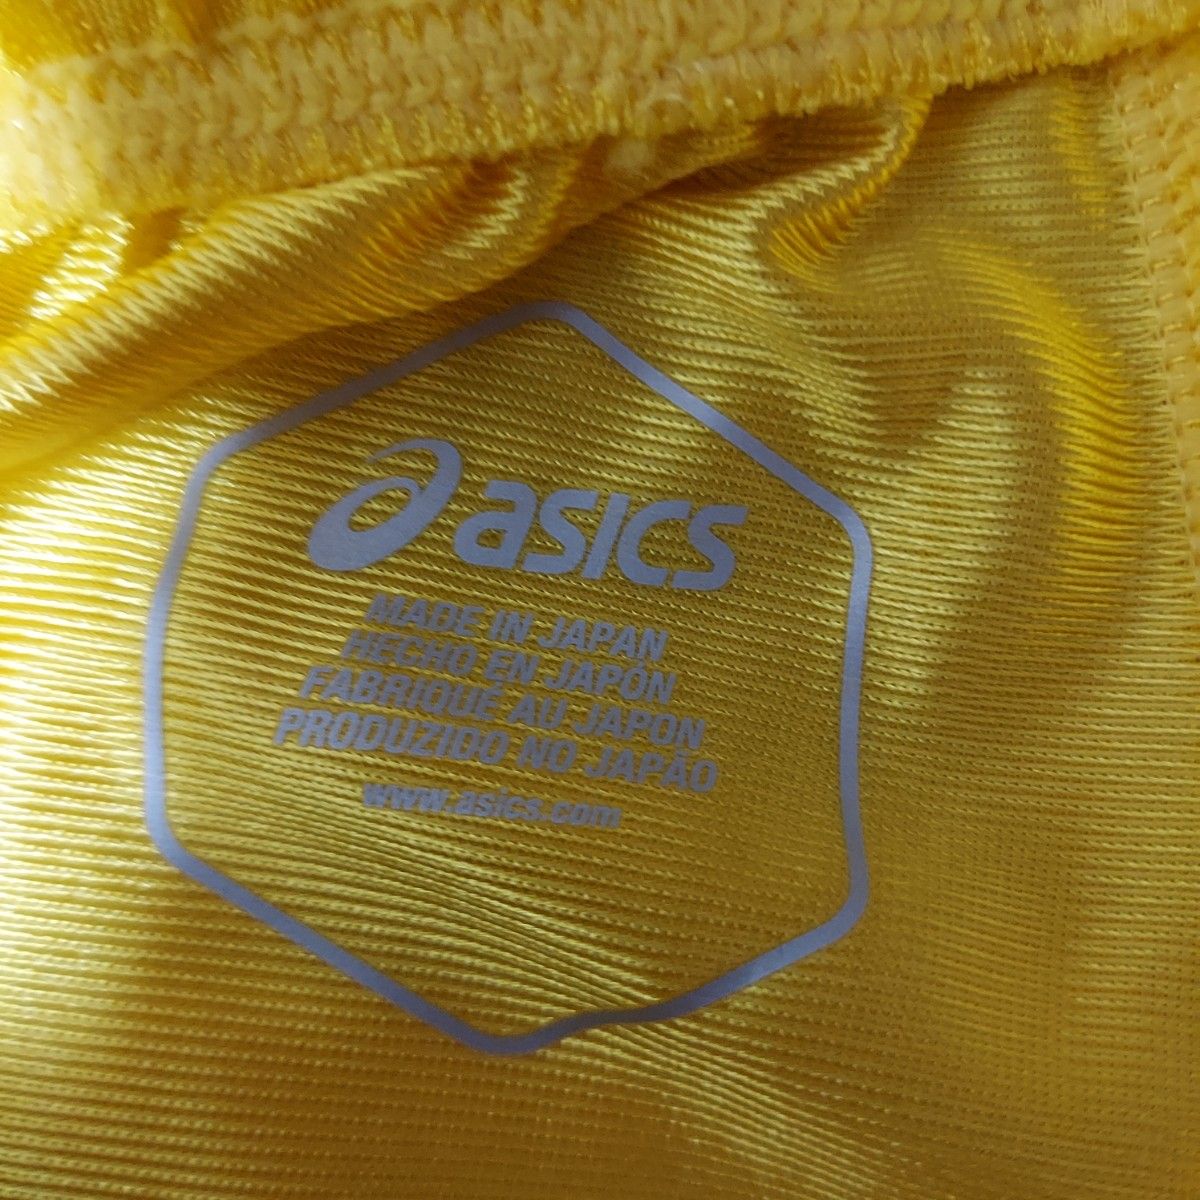 asics
MADE IN JAPAN
HECHO EN JAPÓN
FABRIQUÉ AU JAPON
PRODUZIDO NO JAPÃO
www.asics.com